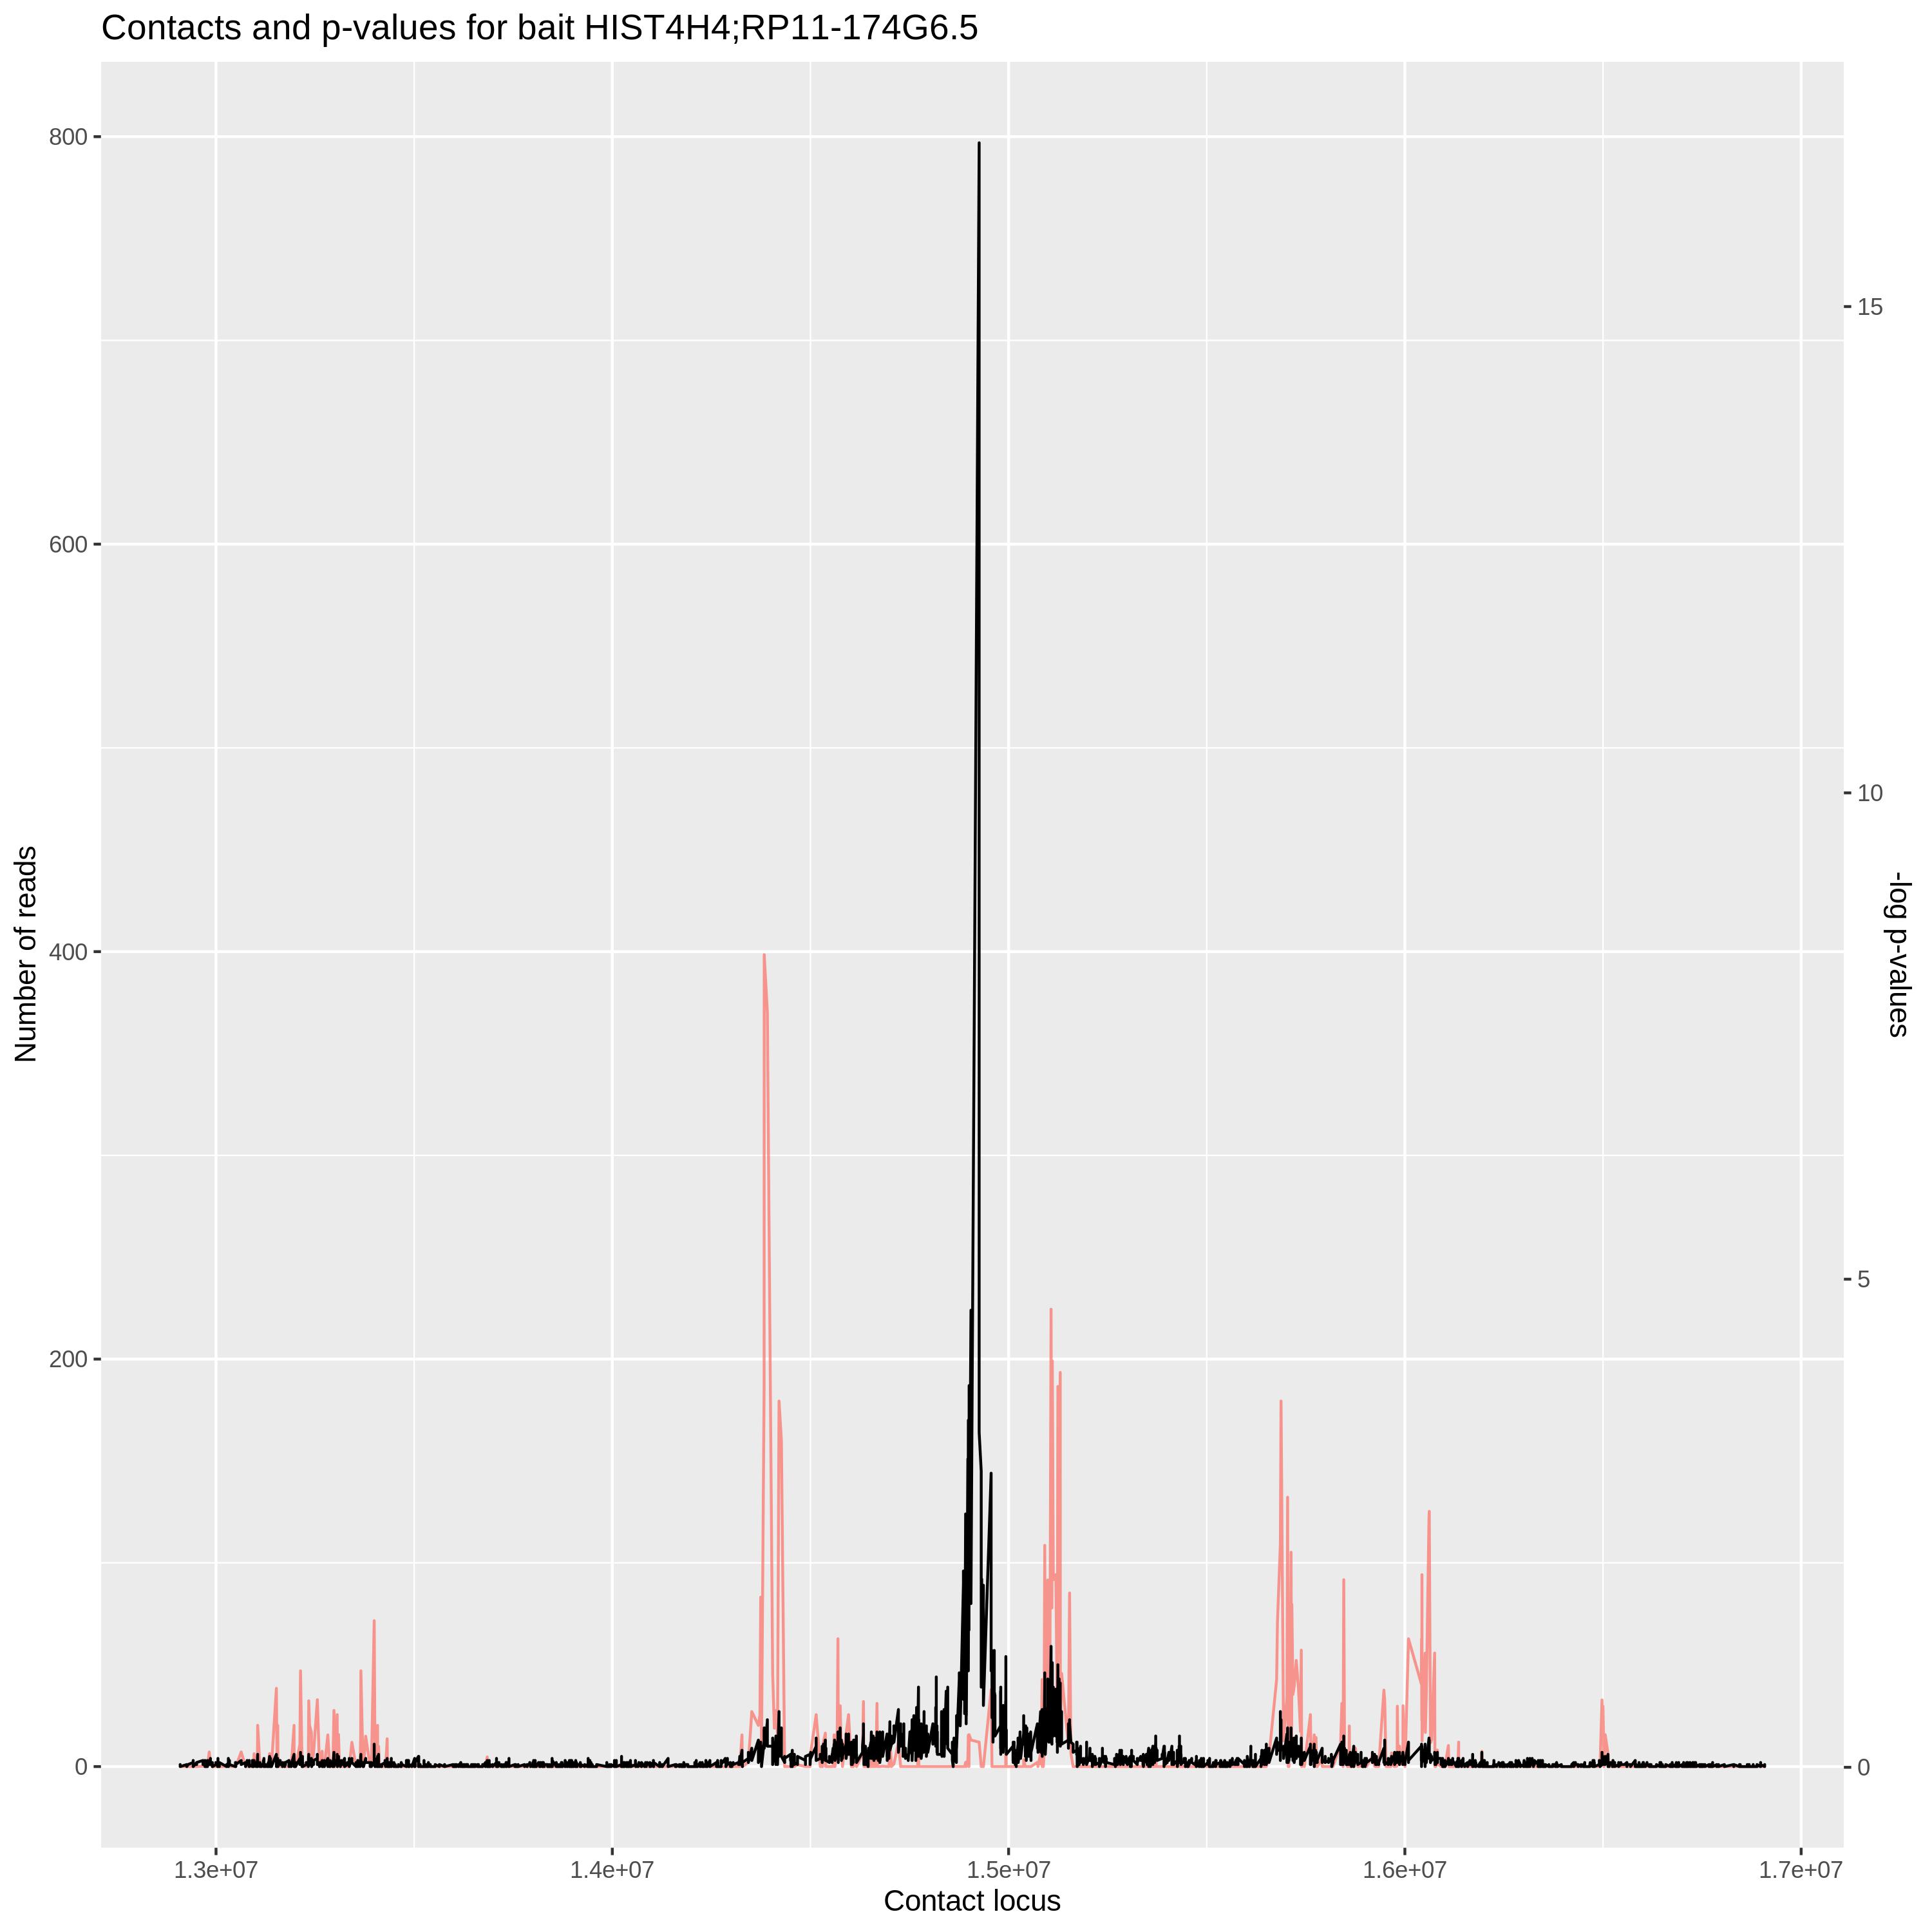 Contacts and p-values for bait HIST4H4;RP11-174G6.5
800
600
400
200
0
Number of reads
15
10
5
0
-log p-values
1.3e+07
1.4e+07
1.5e+07
1.6e+07
1.7e+07
Contact locus